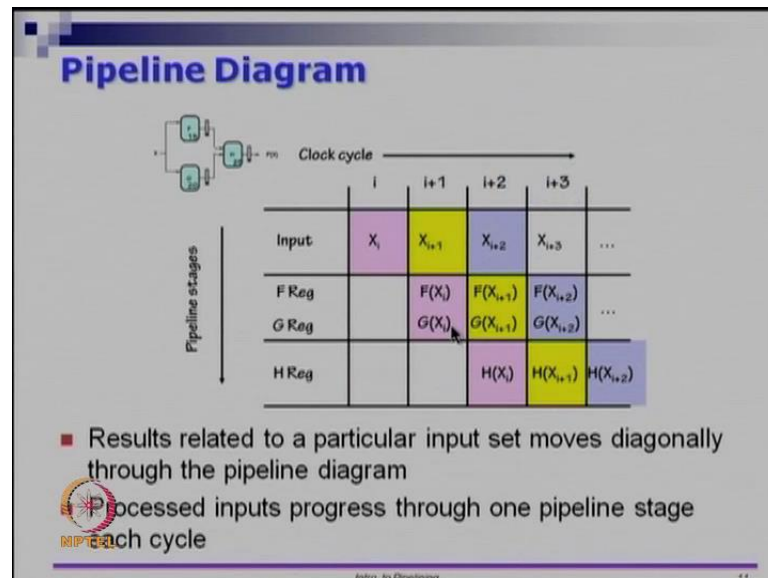 Pipeline Diagram
Clock cycle
i i+1 i+2 i+3
Pipeline stages
Input Xᵢ Xᵢ₊₁ Xᵢ₊₂ Xᵢ₊₃ ...
F Reg F(Xᵢ) F(Xᵢ₊₁) F(Xᵢ₊₂)
G Reg G(Xᵢ) G(Xᵢ₊₁) G(Xᵢ₊₂) ...
H Reg H(Xᵢ) H(Xᵢ₊₁) H(Xᵢ₊₂)
Results related to a particular input set moves diagonally
through the pipeline diagram
Processed inputs progress through one pipeline stage
each cycle
NPTEL
Intro. to Pipelining